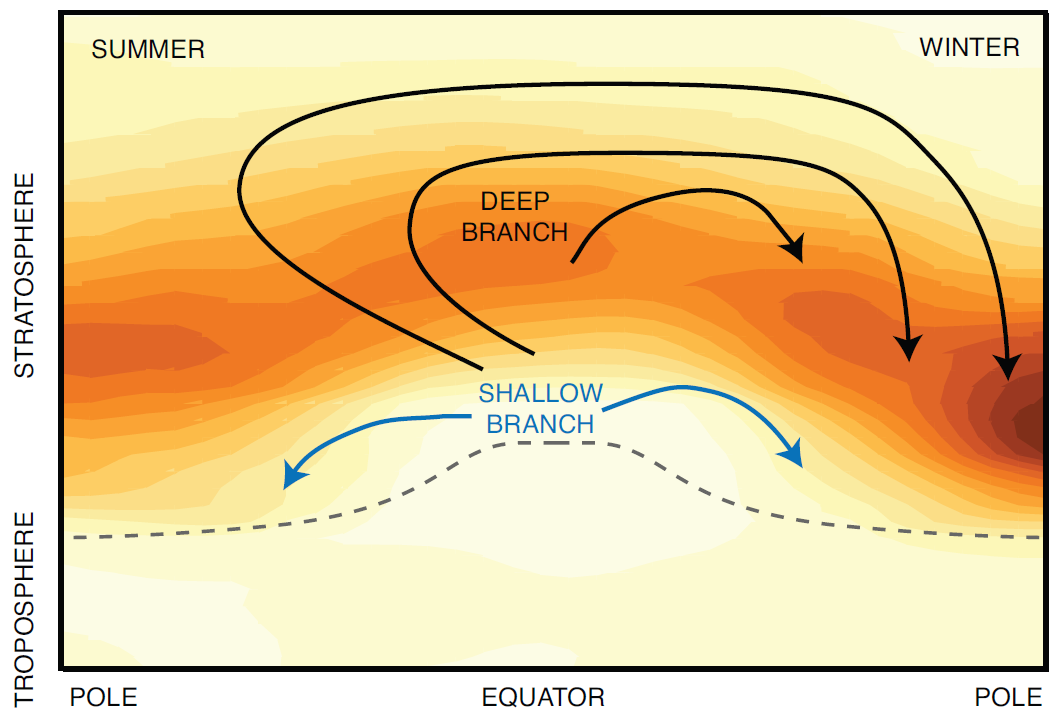 SUMMER
WINTER
STRATOSPHERE
DEEP
BRANCH
SHALLOW
BRANCH
TROPOSPHERE
POLE
EQUATOR
POLE